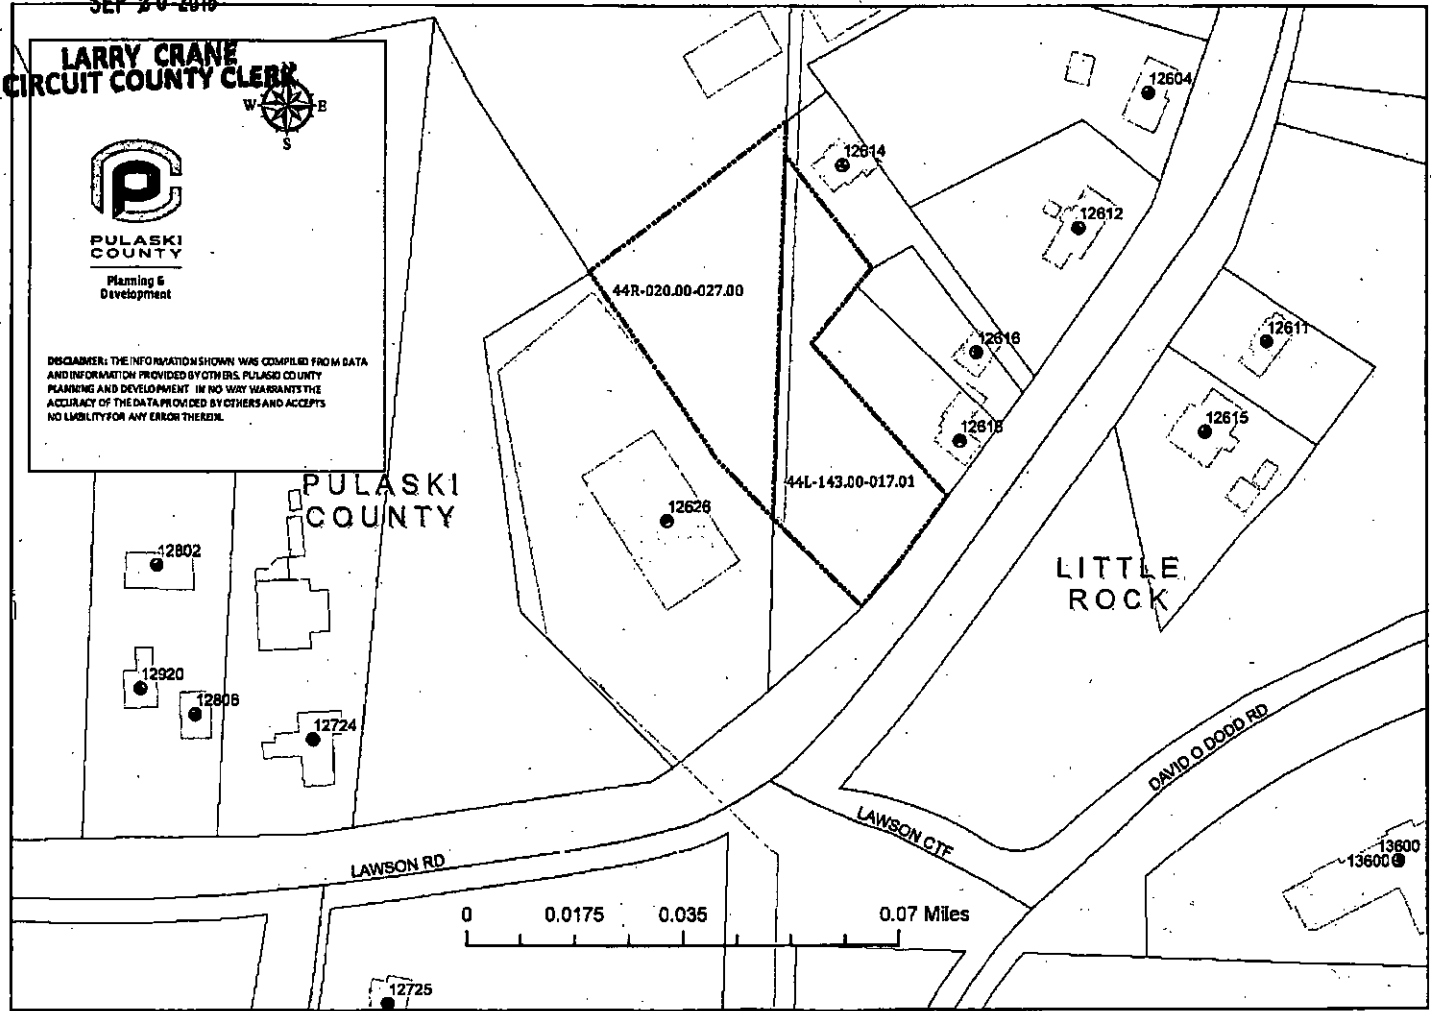 LARRY CRANE
CIRCUIT COUNTY CLERK
W E
S
PULASKI
COUNTY
Planning &
Development
DISCLAIMER: THE INFORMATION SHOWN WAS COMPILED FROM DATA
AND INFORMATION PROVIDED BY OTHERS. PULASKI COUNTY
PLANNING AND DEVELOPMENT IN NO WAY WARRANTS THE
ACCURACY OF THE DATA PROVIDED BY OTHERS AND ACCEPTS
NO LIABILITY FOR ANY ERROR THEREIN.
12604
12614
12612
44R-020.00-027.00
12616
12611
12615
44L-143.00-017.01
PULASKI
COUNTY
12626
12802
LITTLE
ROCK
12920
12724
DAVID O DODD RD
LAWSON RD
LAWSON
13600
13600
0 0.0175 0.035 0.07 Miles
12725